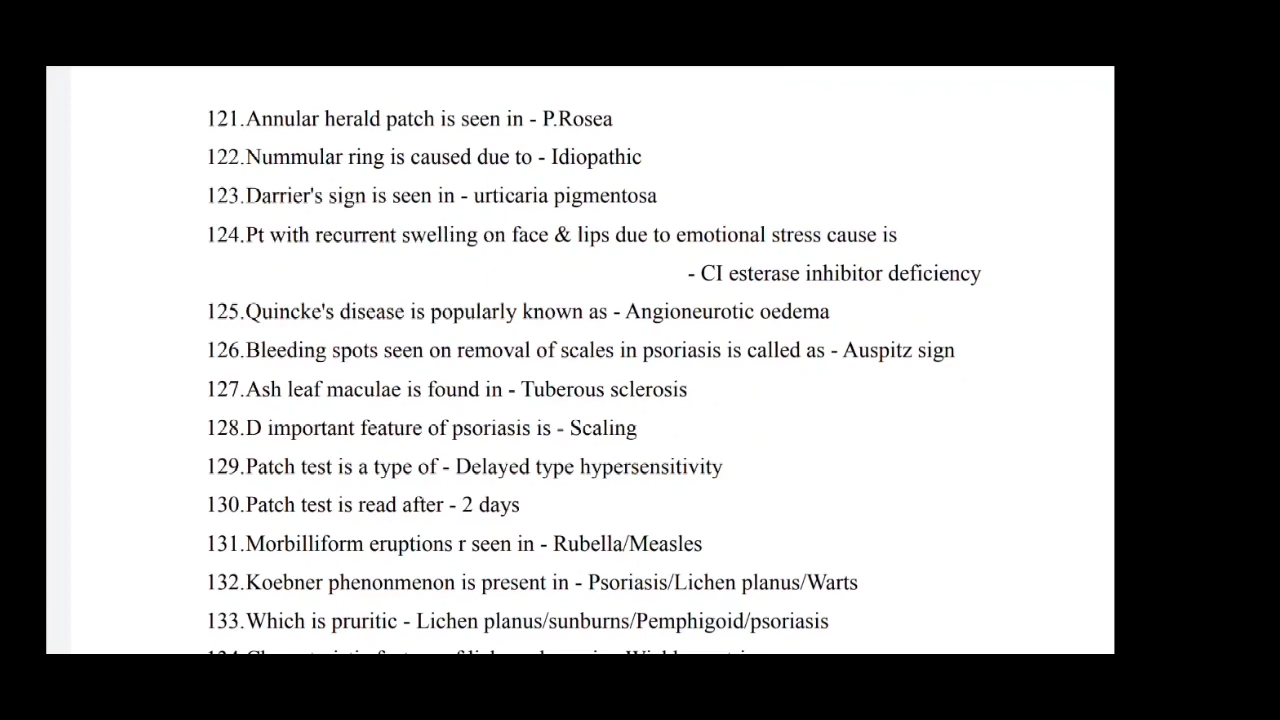 121.Annular herald patch is seen in - P.Rosea
122.Nummular ring is caused due to - Idiopathic
123.Darrier's sign is seen in - urticaria pigmentosa
124.Pt with recurrent swelling on face & lips due to emotional stress cause is
- CI esterase inhibitor deficiency
125.Quincke's disease is popularly known as - Angioneurotic oedema
126.Bleeding spots seen on removal of scales in psoriasis is called as - Auspitz sign
127.Ash leaf maculae is found in - Tuberous sclerosis
128.D important feature of psoriasis is - Scaling
129.Patch test is a type of - Delayed type hypersensitivity
130.Patch test is read after - 2 days
131.Morbilliform eruptions r seen in - Rubella/Measles
132.Koebner phenonmenon is present in - Psoriasis/Lichen planus/Warts
133.Which is pruritic - Lichen planus/sunburns/Pemphigoid/psoriasis